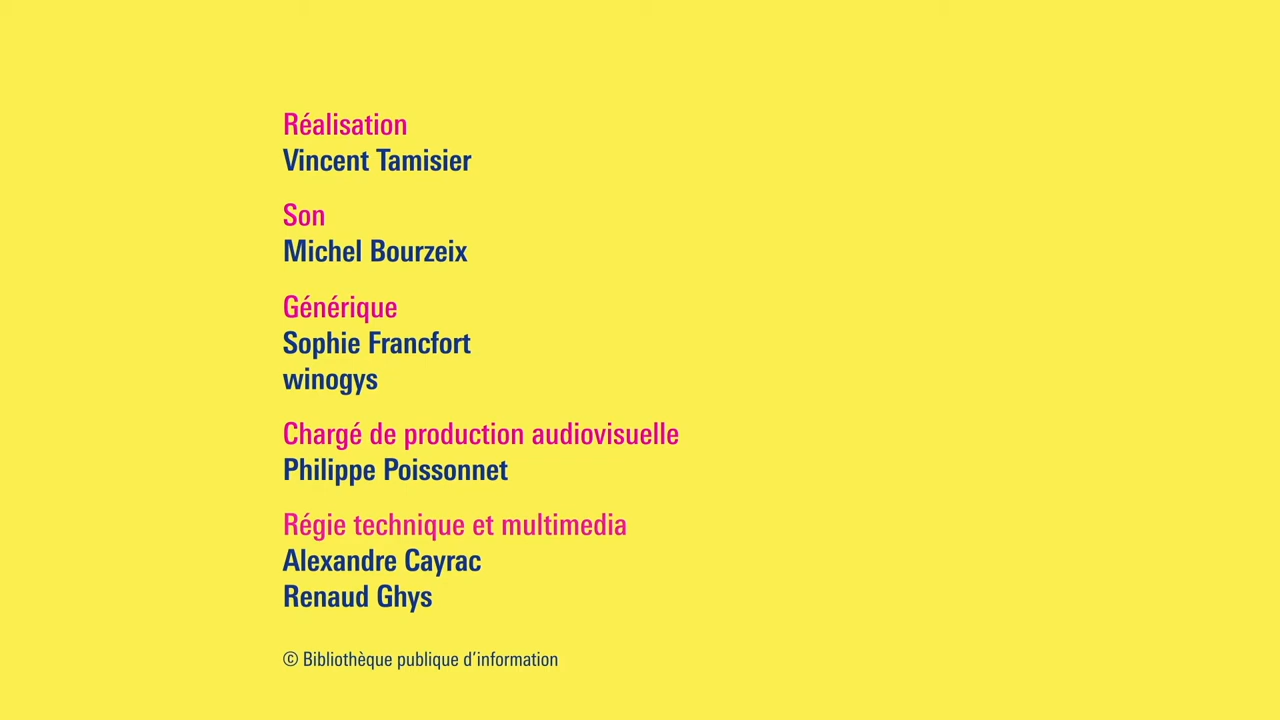 Réalisation
Vincent Tamisier
Son
Michel Bourzeix
Générique
Sophie Francfort
winogys
Chargé de production audiovisuelle
Philippe Poissonnet
Régie technique et multimedia
Alexandre Cayrac
Renaud Ghys
© Bibliothèque publique d’information